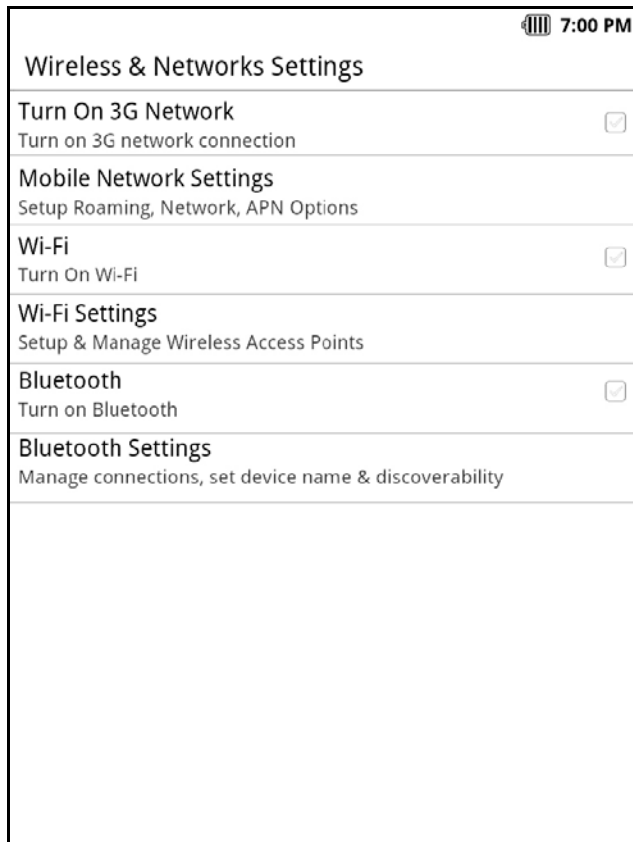 7:00 PM
Wireless & Networks Settings
Turn On 3G Network
Turn on 3G network connection
Mobile Network Settings
Setup Roaming, Network, APN Options
Wi-Fi
Turn On Wi-Fi
Wi-Fi Settings
Setup & Manage Wireless Access Points
Bluetooth
Turn on Bluetooth
Bluetooth Settings
Manage connections, set device name & discoverability